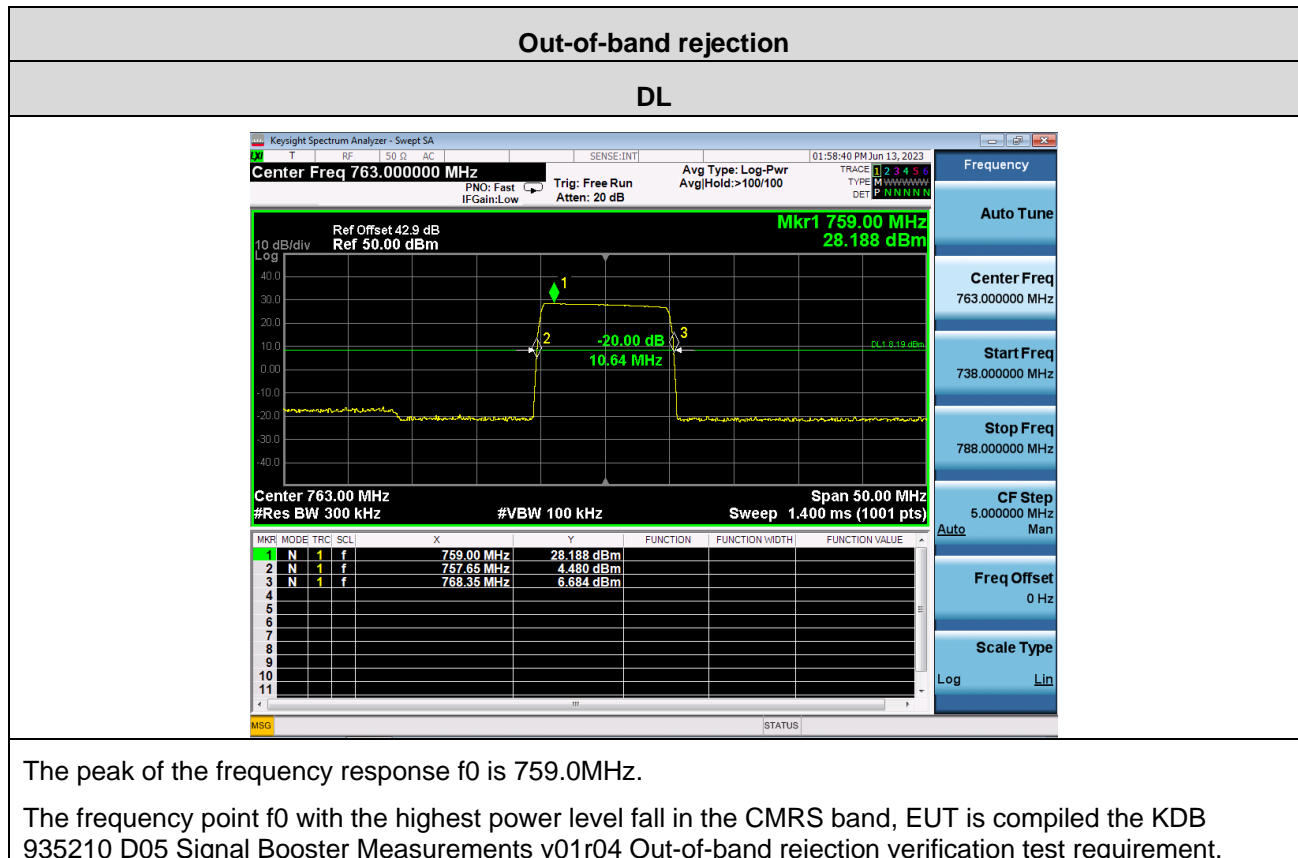 Out-of-band rejection
DL
Keysight Spectrum Analyzer - Swept SA
LXI T RF 50 Ω AC SENSE:INT 01:58:40 PM Jun 13, 2023
Center Freq 763.000000 MHz
PNO: Fast
IFGain:Low
Trig: Free Run
Atten: 20 dB
Avg Type: Log-Pwr
Avg|Hold:>100/100
TRACE 1 2 3 4 5 6
TYPE M WWWWW
DET P N N N N N
Mkr1 759.00 MHz
28.188 dBm
Ref Offset 42.9 dB
10 dB/div Ref 50.00 dBm
Log
40.0
30.0
20.0
10.0
0.00
-10.0
-20.0
-30.0
-40.0
1
2
3
-20.00 dB
10.64 MHz
DL1 8.19 dBm
Center 763.00 MHz Span 50.00 MHz
#Res BW 300 kHz #VBW 100 kHz Sweep 1.400 ms (1001 pts)
MKR MODE TRC SCL X Y FUNCTION FUNCTION WIDTH FUNCTION VALUE
1 N 1 f 759.00 MHz 28.188 dBm
2 N 1 f 757.65 MHz 4.480 dBm
3 N 1 f 768.35 MHz 6.684 dBm
4
5
6
7
8
9
10
11
MSG STATUS
Frequency
Auto Tune
Center Freq
763.000000 MHz
Start Freq
738.000000 MHz
Stop Freq
788.000000 MHz
CF Step
5.000000 MHz
Auto Man
Freq Offset
0 Hz
Scale Type
Log Lin
The peak of the frequency response f0 is 759.0MHz.
The frequency point f0 with the highest power level fall in the CMRS band, EUT is compiled the KDB
935210 D05 Signal Booster Measurements v01r04 Out-of-band rejection verification test requirement.